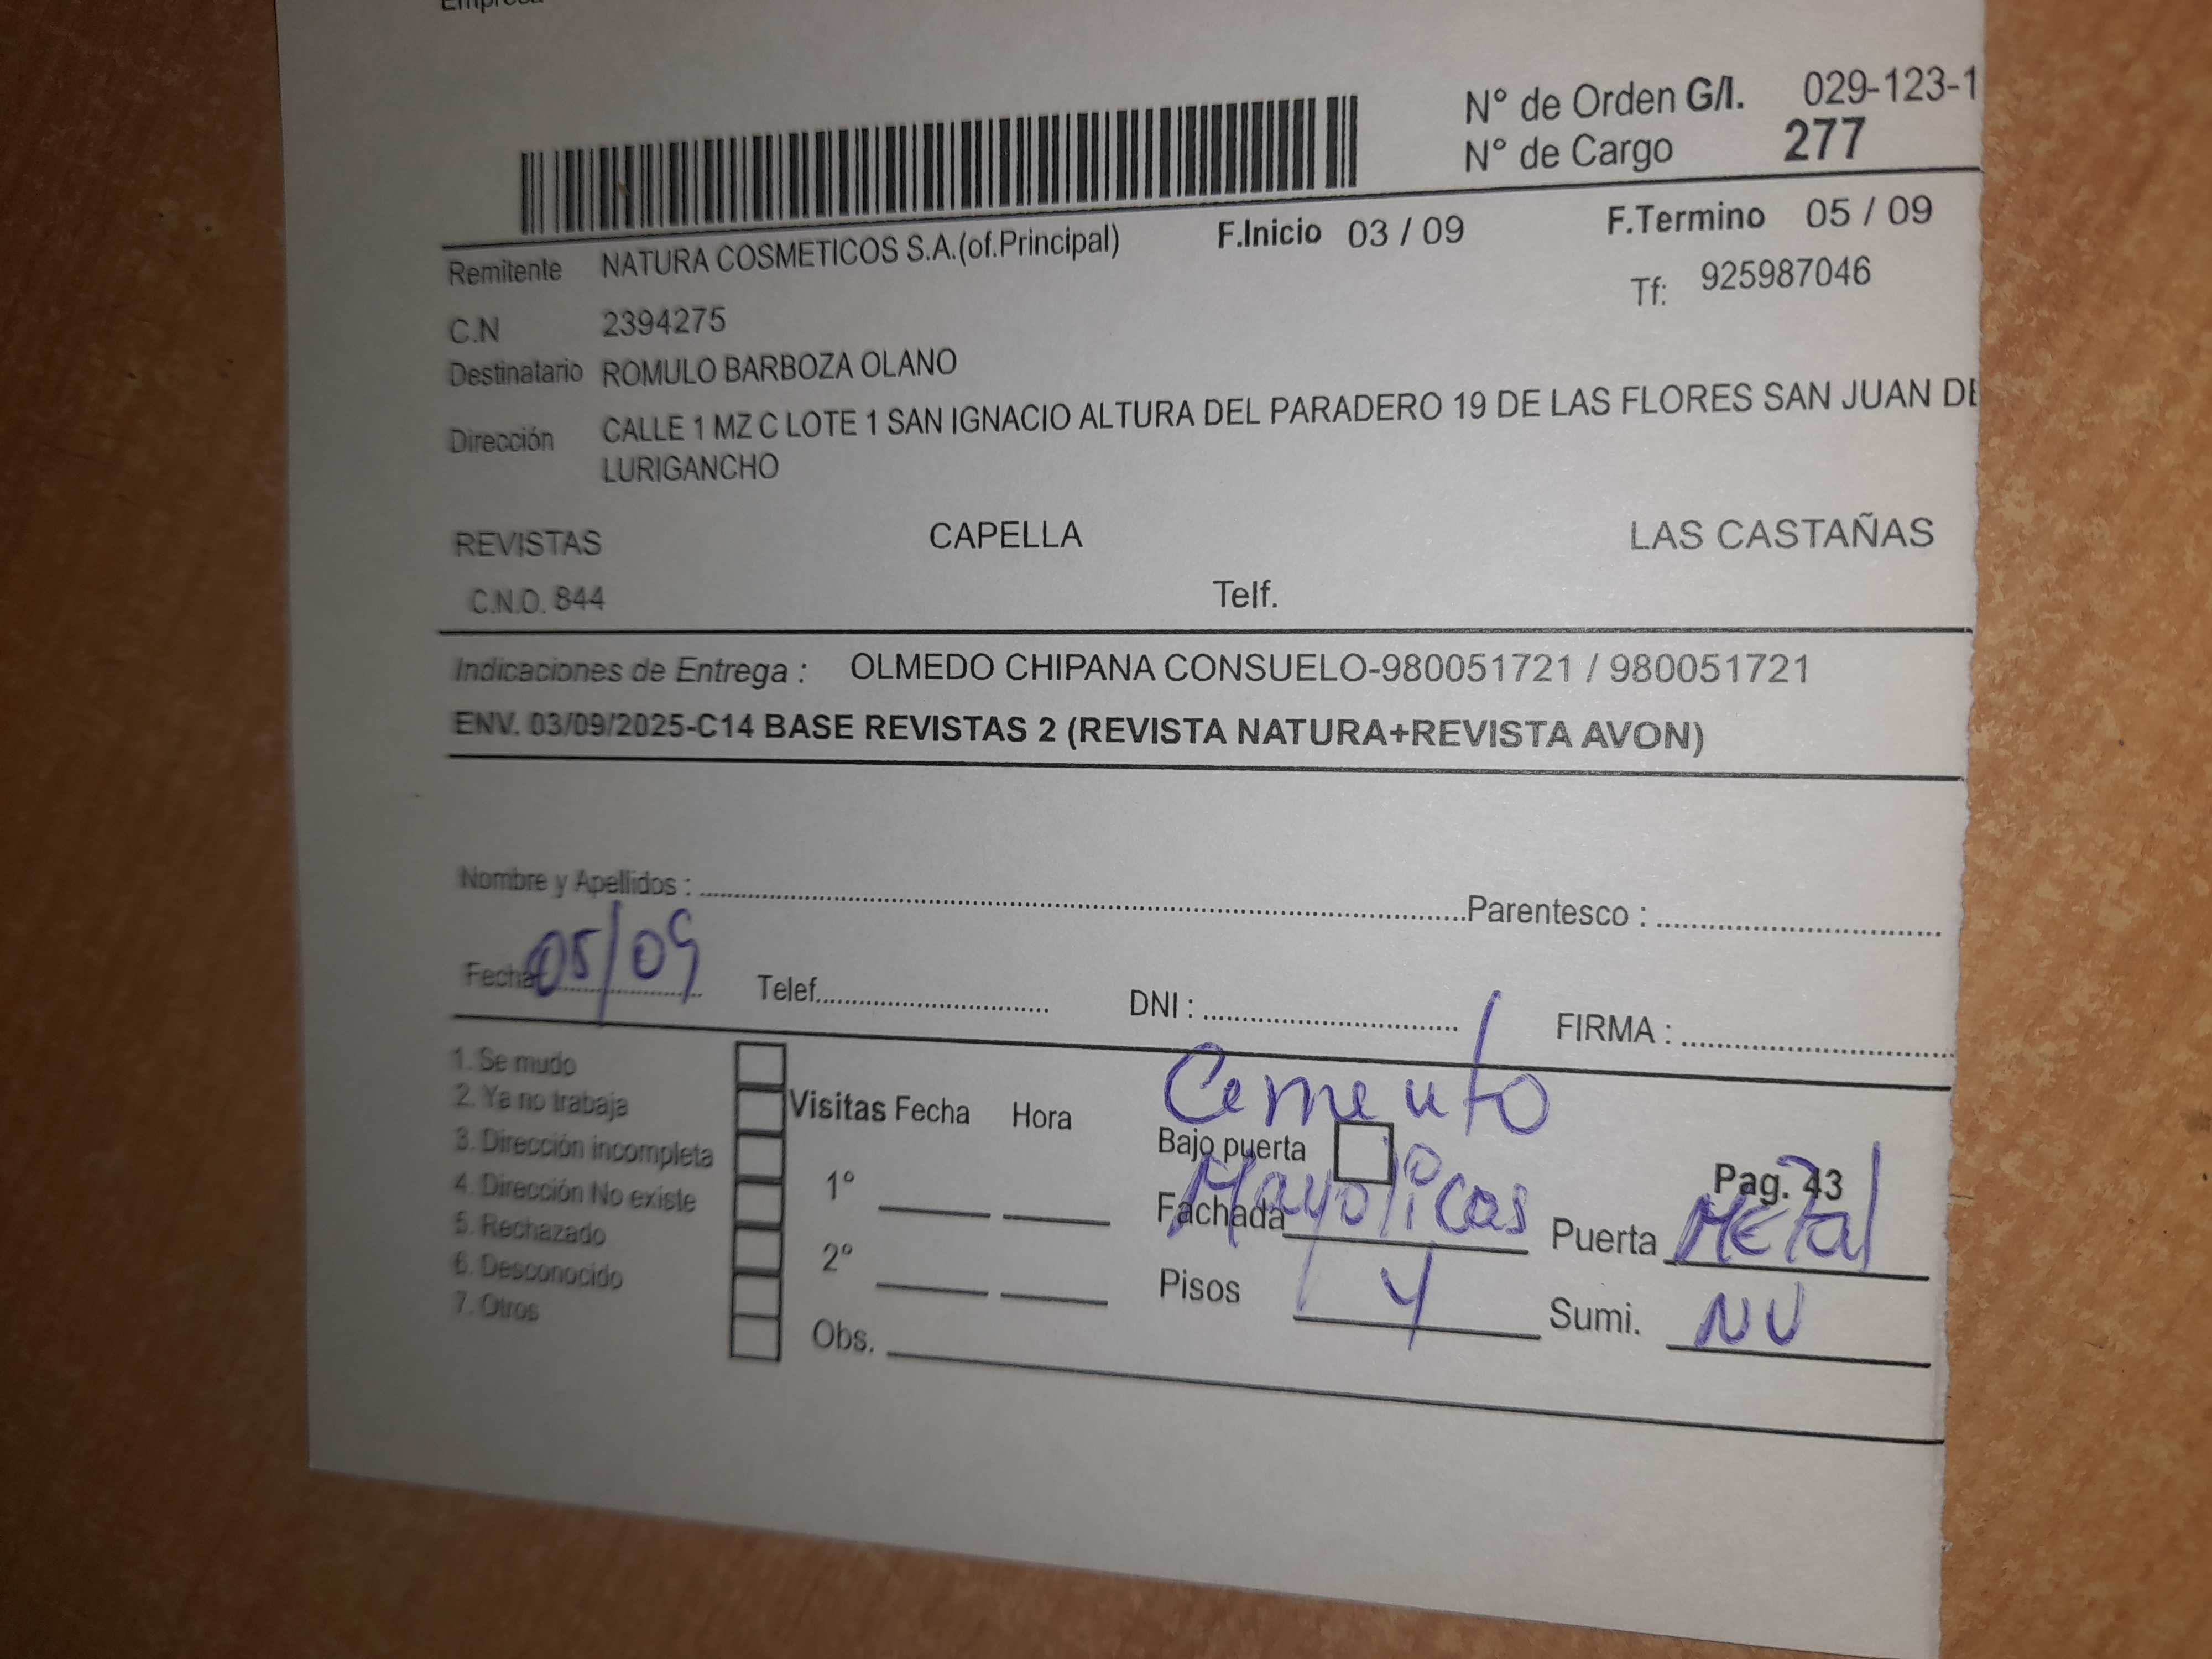 Empresa
N° de Orden G/I. 029-123-1
N° de Cargo 277
Remitente NATURA COSMETICOS S.A.(of.Principal) F.Inicio 03 / 09 F.Termino 05 / 09
C.N 2394275 Tf: 925987046
Destinatario ROMULO BARBOZA OLANO
Dirección CALLE 1 MZ C LOTE 1 SAN IGNACIO ALTURA DEL PARADERO 19 DE LAS FLORES SAN JUAN DE
LURIGANCHO
REVISTAS CAPELLA LAS CASTAÑAS
C.N.O. 844 Telf.
Indicaciones de Entrega : OLMEDO CHIPANA CONSUELO-980051721 / 980051721
ENV. 03/09/2025-C14 BASE REVISTAS 2 (REVISTA NATURA+REVISTA AVON)
Nombre y Apellidos : Parentesco :
Fecha 05/09 Telef. DNI : FIRMA :
1. Se mudo
2. Ya no trabaja Visitas Fecha Hora Cemento
3. Dirección incompleta Bajo puerta
4. Dirección No existe 1° Pag. 43
5. Rechazado Fachada Mayolicas Puerta Metal
6. Desconocido 2° Pisos 4 Sumi. NV
7. Otros Obs.